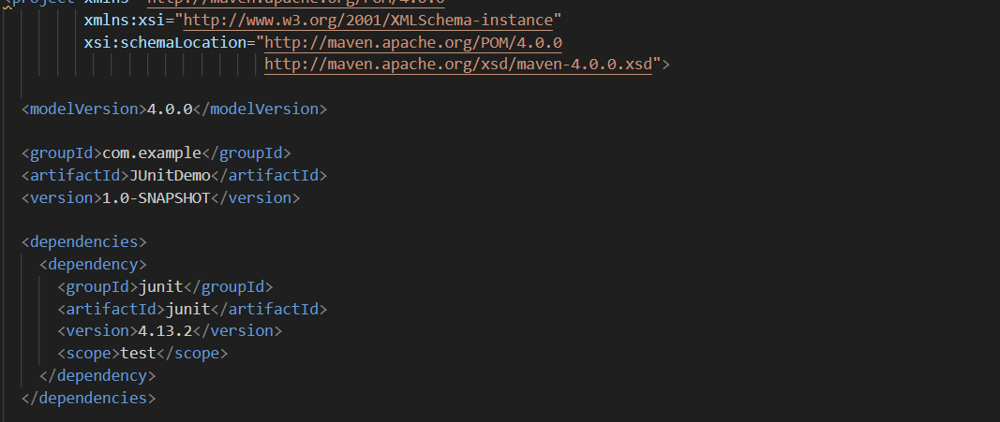 <project xmlns="http://maven.apache.org/POM/4.0.0"
xmlns:xsi="http://www.w3.org/2001/XMLSchema-instance"
xsi:schemaLocation="http://maven.apache.org/POM/4.0.0
http://maven.apache.org/xsd/maven-4.0.0.xsd">
<modelVersion>4.0.0</modelVersion>
<groupId>com.example</groupId>
<artifactId>JUnitDemo</artifactId>
<version>1.0-SNAPSHOT</version>
<dependencies>
<dependency>
<groupId>junit</groupId>
<artifactId>junit</artifactId>
<version>4.13.2</version>
<scope>test</scope>
</dependency>
</dependencies>